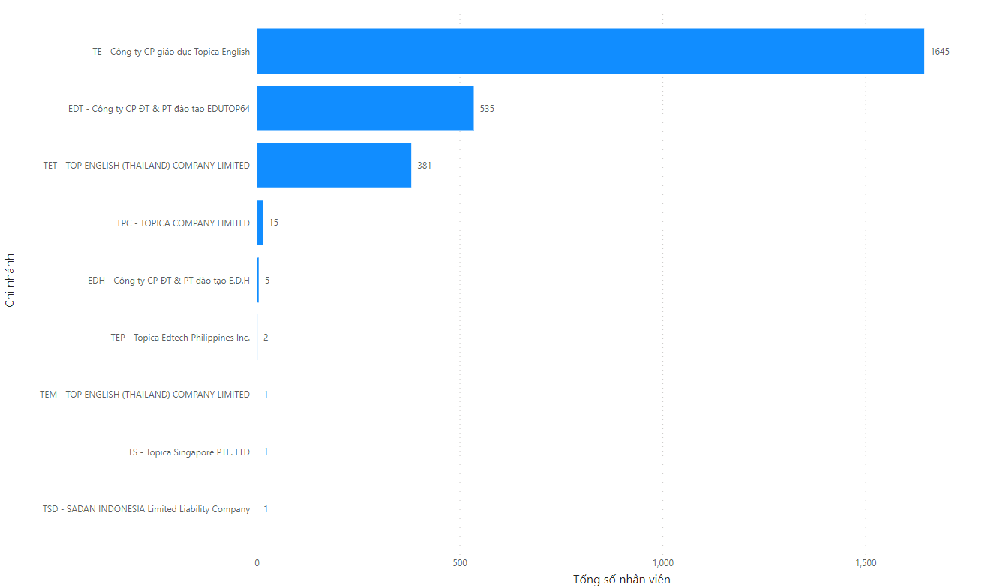 TE - Công ty CP giáo dục Topica English 1645
EDT - Công ty CP ĐT & PT đào tạo EDUTOP64 535
TET - TOP ENGLISH (THAILAND) COMPANY LIMITED 381
TPC - TOPICA COMPANY LIMITED 15
EDH - Công ty CP ĐT & PT đào tạo E.D.H 5
TEP - Topica Edtech Philippines Inc. 2
TEM - TOP ENGLISH (THAILAND) COMPANY LIMITED 1
TS - Topica Singapore PTE. LTD 1
TSD - SADAN INDONESIA Limited Liability Company 1
Chi nhánh
0 500 1,000 1,500
Tổng số nhân viên